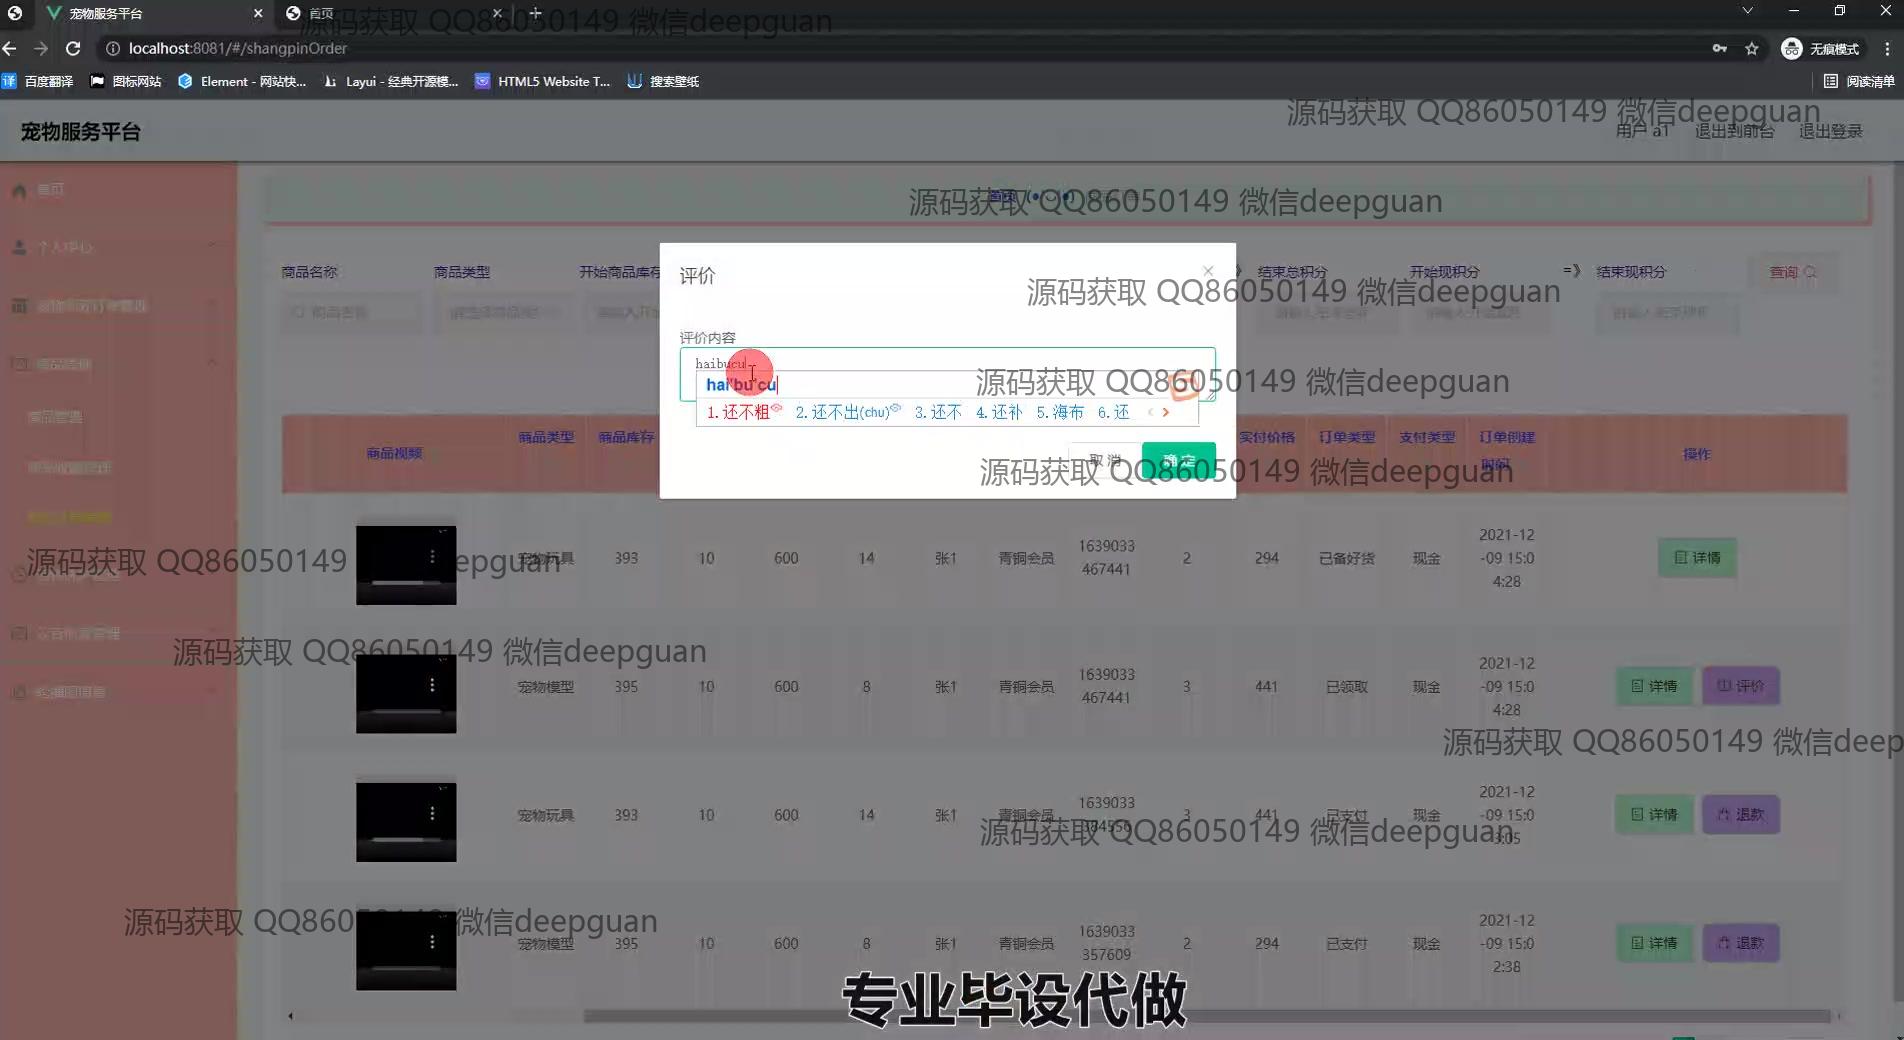 宠物服务平台
首页
localhost:8081/#/shangpinOrder
无痕模式
百度翻译
图标网站
Element - 网站快...
Layui - 经典开源模...
HTML5 Website T...
搜索壁纸
阅读清单
源码获取 QQ86050149 微信deepguan
源码获取 QQ86050149 微信deepguan
宠物服务平台
用户 a1
退出到前台
退出登录
首页
源码获取 QQ86050149 微信deepguan
个人中心
商品名称
商品类型
开始商品库存
评价
结束总积分
开始现积分
=》
结束现积分
查询
源码获取 QQ86050149 微信deepguan
商品名称
评价内容
haibucu
hai'bu'cu
1.还不粗 2.还不出(chu) 3.还不 4.还补 5.海布 6.还
源码获取 QQ86050149 微信deepguan
取 消
确 定
源码获取 QQ86050149 微信deepguan
商品管理
商品视频
商品类型
商品库存
实付价格
订单类型
支付类型
订单创建
时间
操作
宠物玩具 393 10 600 14 张1 青铜会员 1639033 2 294 已备好货 现金 2021-12 详情
467441 -09 15:0
4:28
源码获取 QQ86050149 epguan
源码获取 QQ86050149 微信deepguan
宠物模型 395 10 600 8 张1 青铜会员 1639033 3 441 已领取 现金 2021-12 详情 评价
467441 -09 15:0
4:28
源码获取 QQ86050149 微信deep
宠物玩具 393 10 600 14 张1 青铜会员 1639033 3 441 已支付 现金 2021-12 详情 退款
384556 -09 15:0
3:05
源码获取 QQ86050149 微信deepguan
源码获取 QQ86050149 微信deepguan
宠物模型 395 10 600 8 张1 青铜会员 1639033 2 294 已支付 现金 2021-12 详情 退款
357609 -09 15:0
2:38
专业毕设代做